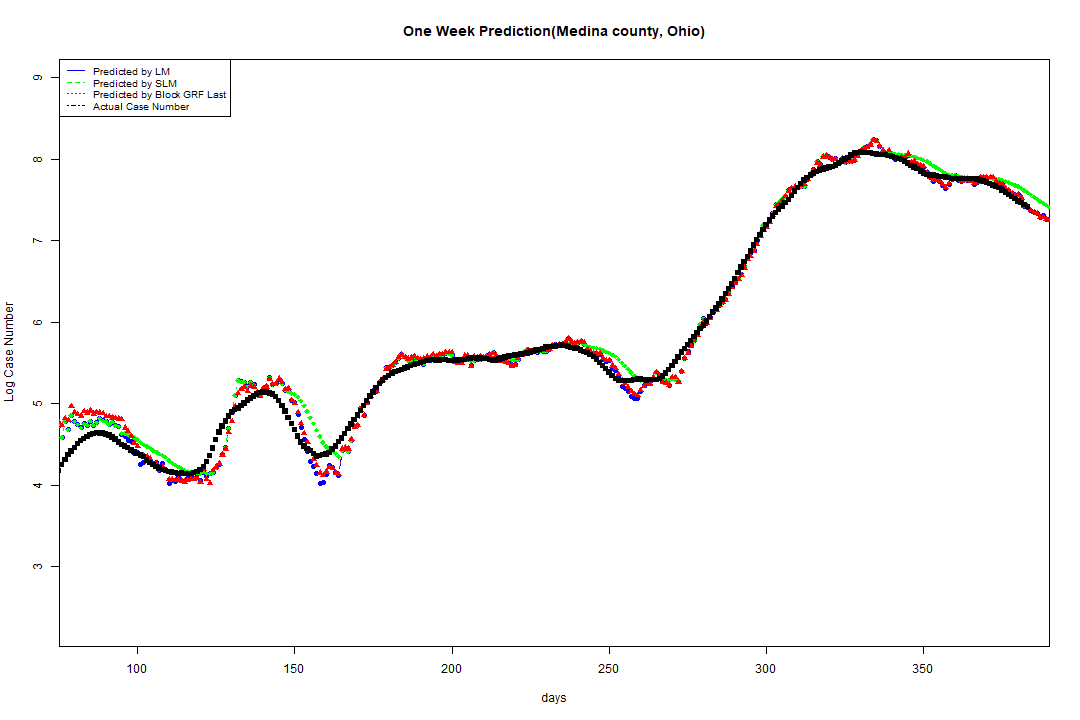 One Week Prediction(Medina county, Ohio)
Predicted by LM
Predicted by SLM
Predicted by Block GRF Last
Actual Case Number
9
8
7
6
5
4
3
Log Case Number
100 150 200 250 300 350
days